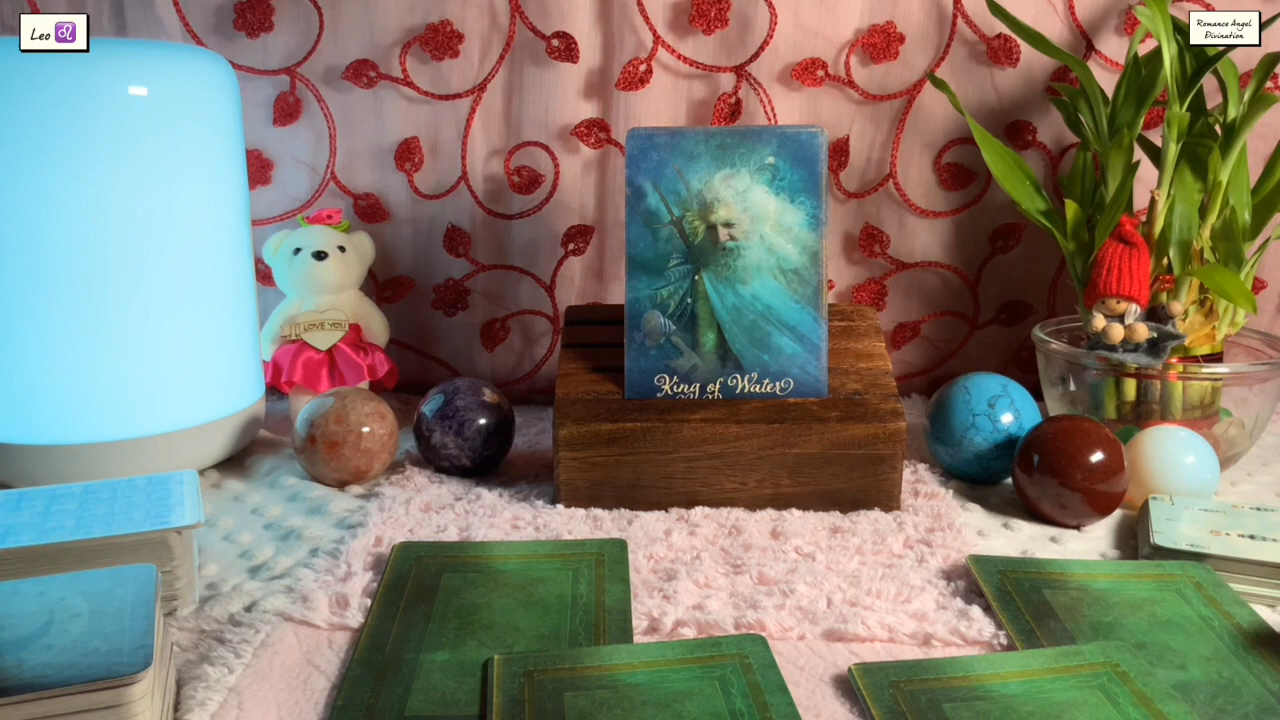 Leo ♌
Romance Angel
Divination
LOVE YOU
King of Water